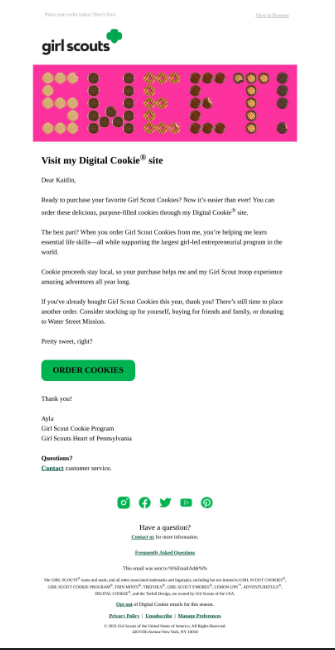 Place your order today! Here's how.
View in Browser
girl scouts
SWEET!
Visit my Digital Cookie® site
Dear Kaitlin,
Ready to purchase your favorite Girl Scout Cookies? Now it's easier than ever! You
can order these delicious, purpose-filled cookies through my Digital Cookie® site.
The best part? When you order Girl Scout Cookies from me, you're helping me learn
essential life skills—all while supporting the largest girl-led entrepreneurial program in the
world.
Cookie proceeds stay local, so your purchase helps me and my Girl Scout troop experience
amazing adventures all year long.
If you've already bought Girl Scout Cookies this year, thank you! There's still time to place
another order. Consider stocking up for yourself, buying for friends and family, or donating
to Water Street Mission.
Pretty sweet, right?
ORDER COOKIES
Thank you!
Ayla
Girl Scout Cookie Program
Girl Scouts Heart of Pennsylvania
Questions?
Contact customer service.
Have a question?
Contact us for more information.
Frequently Asked Questions
This email was sent to %%EmailAddr%%
The GIRL SCOUTS® name and mark, and all other associated trademarks and logotypes, including but not limited to GIRL SCOUT COOKIES®,
GIRL SCOUT COOKIE PROGRAM®, THIN MINTS®, TREFOILS®, GIRL SCOUT S'MORES®, LEMON-UPS®, ADVENTUREFULS®,
DIGITAL COOKIE®, and the Trefoil Design, are owned by Girl Scouts of the USA.
Opt out of Digital Cookie emails for this season.
Privacy Policy | Unsubscribe | Manage Preferences
© 2025 Girl Scouts of the United States of America. All Rights Reserved.
420 Fifth Avenue New York, NY 10018